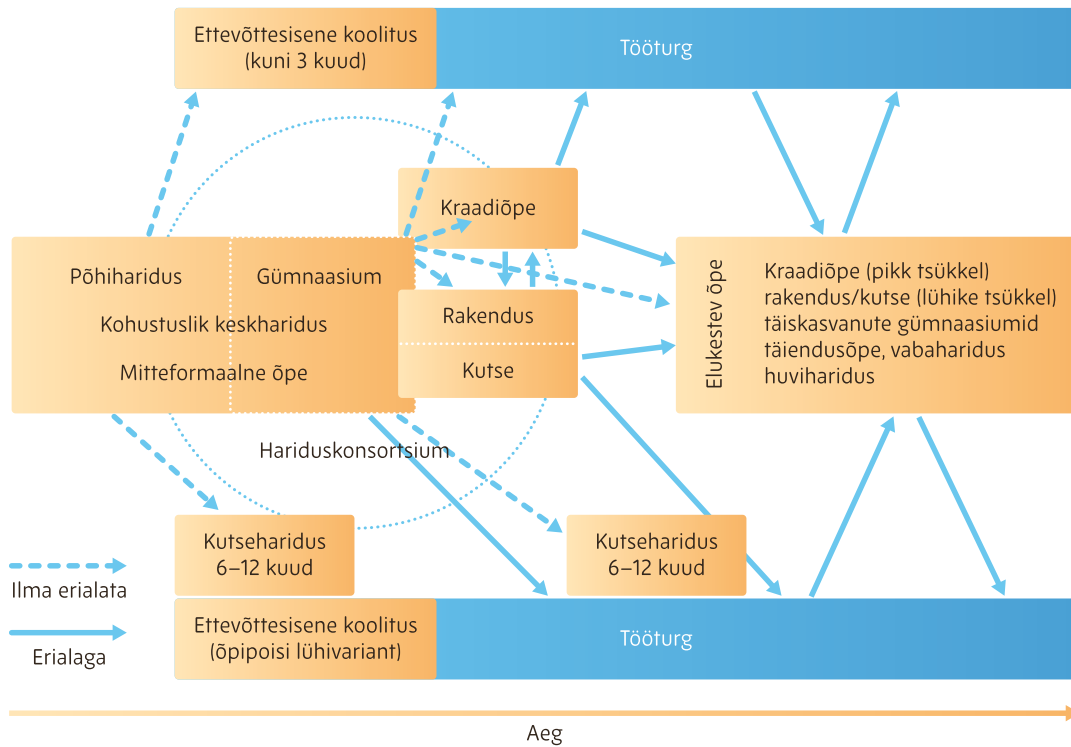 Ettevõttesisene koolitus
(kuni 3 kuud)
Tööturg
Kraadiõpe
Põhiharidus
Gümnaasium
Kohustuslik keskharidus
Mitteformaalne õpe
Rakendus
Kutse
Elukestev õpe
Kraadiõpe (pikk tsükkel)
rakendus/kutse (lühike tsükkel)
täiskasvanute gümnaasiumid
täiendusõpe, vabaharidus
huviharidus
Hariduskonsortsium
Kutseharidus
6–12 kuud
Kutseharidus
6–12 kuud
Ilma erialata
Erialaga
Ettevõttesisene koolitus
(õpipoisi lühivariant)
Tööturg
Aeg